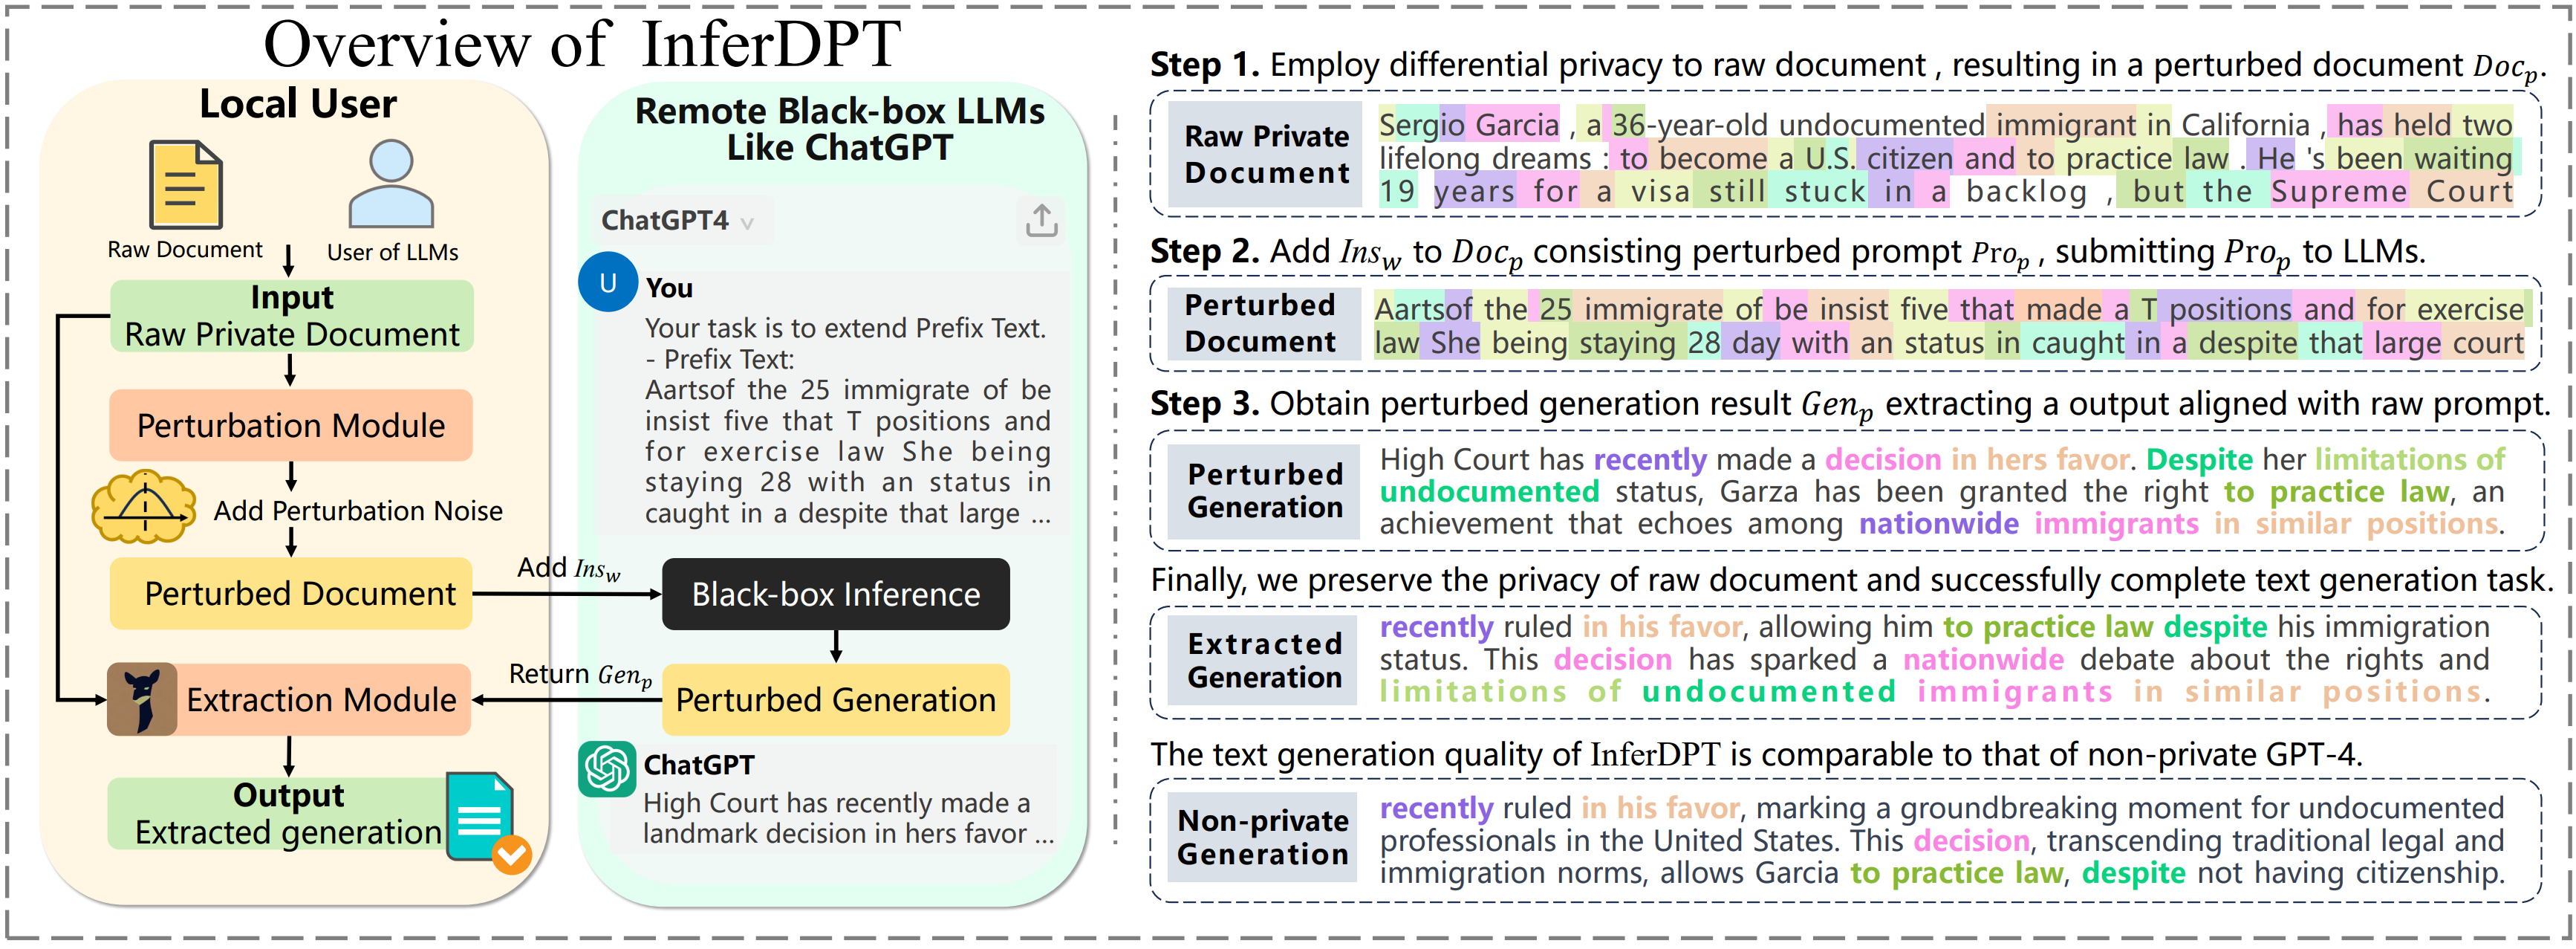 Overview of InferDPT
Local User
Raw Document
User of LLMs
Input
Raw Private Document
Perturbation Module
Add Perturbation Noise
Perturbed Document
Extraction Module
Output
Extracted generation
Add Ins_w
Return Gen_p
Remote Black-box LLMs
Like ChatGPT
ChatGPT4 ∨
U
You
Your task is to extend Prefix Text.
- Prefix Text:
Aartsof the 25 immigrate of be
insist five that T positions and
for exercise law She being
staying 28 with an status in
caught in a despite that large ...
Black-box Inference
Perturbed Generation
ChatGPT
High Court has recently made a
landmark decision in hers favor ...
Step 1. Employ differential privacy to raw document , resulting in a perturbed document Doc_p.
Raw Private
Document
Sergio Garcia , a 36-year-old undocumented immigrant in California , has held two
lifelong dreams : to become a U.S. citizen and to practice law . He 's been waiting
19 years for a visa still stuck in a backlog , but the Supreme Court
Step 2. Add Ins_w to Doc_p consisting perturbed prompt Pro_p , submitting Pro_p to LLMs.
Perturbed
Document
Aartsof the 25 immigrate of be insist five that made a T positions and for exercise
law She being staying 28 day with an status in caught in a despite that large court
Step 3. Obtain perturbed generation result Gen_p extracting a output aligned with raw prompt.
Perturbed
Generation
High Court has recently made a decision in hers favor. Despite her limitations of
undocumented status, Garza has been granted the right to practice law, an
achievement that echoes among nationwide immigrants in similar positions.
Finally, we preserve the privacy of raw document and successfully complete text generation task.
Extracted
Generation
recently ruled in his favor, allowing him to practice law despite his immigration
status. This decision has sparked a nationwide debate about the rights and
limitations of undocumented immigrants in similar positions.
The text generation quality of InferDPT is comparable to that of non-private GPT-4.
Non-private
Generation
recently ruled in his favor, marking a groundbreaking moment for undocumented
professionals in the United States. This decision, transcending traditional legal and
immigration norms, allows Garcia to practice law, despite not having citizenship.